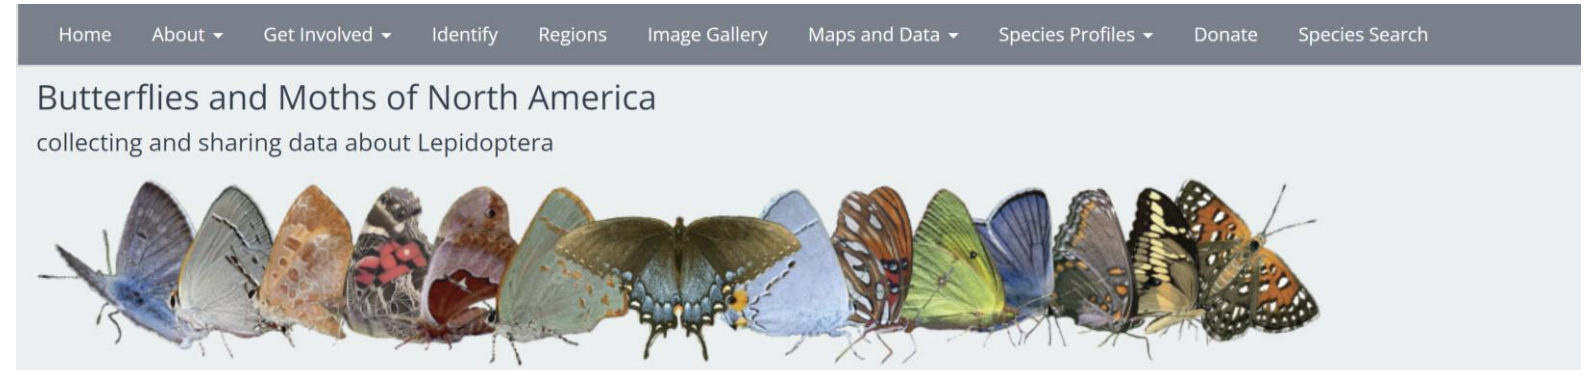 Home About Get Involved Identify Regions Image Gallery Maps and Data Species Profiles Donate Species Search
Butterflies and Moths of North America
collecting and sharing data about Lepidoptera